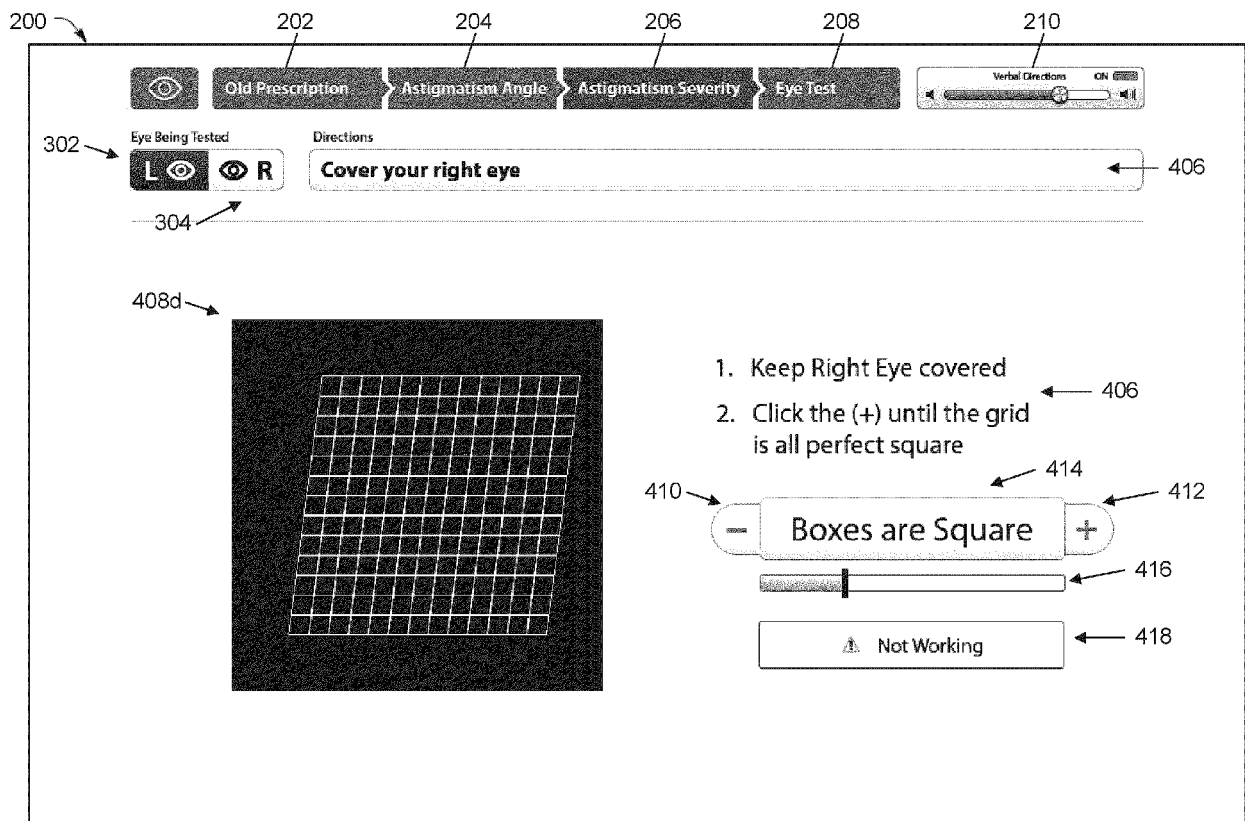 200 202 204 206 208 210
Old Prescription Astigmatism Angle Astigmatism Severity Eye Test
Verbal Directions ON
Eye Being Tested Directions
302 L R Cover your right eye 406
304
408d
1. Keep Right Eye covered
406
2. Click the (+) until the grid
is all perfect square
414
410 412
− Boxes are Square +
416
Not Working 418